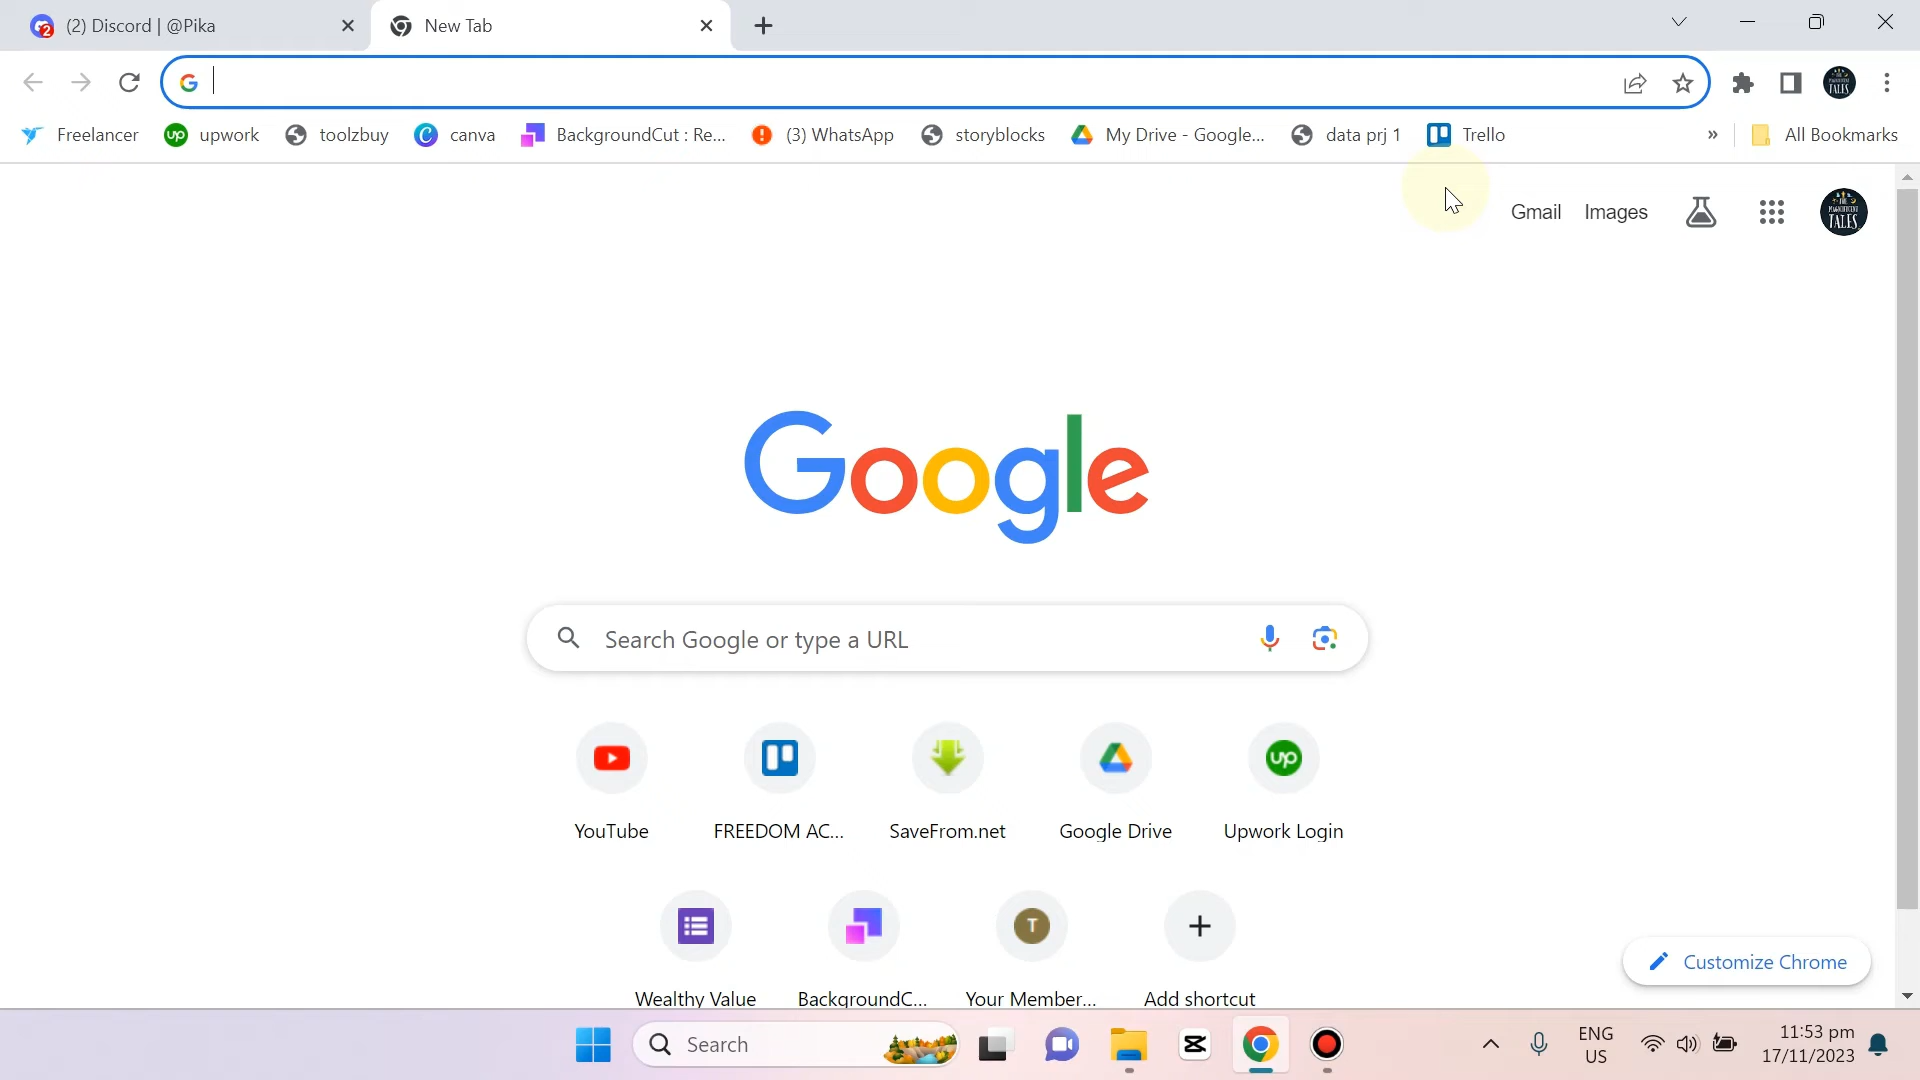 (2) Discord | @Pika
New Tab
Freelancer
upwork
toolzbuy
canva
BackgroundCut : Re...
(3) WhatsApp
storyblocks
My Drive - Google...
data prj 1
Trello
»
All Bookmarks
Gmail
Images
THE MAGNIFICENT TALES
Google
Search Google or type a URL
YouTube
FREEDOM AC...
SaveFrom.net
Google Drive
Upwork Login
Wealthy Value
BackgroundC...
Your Member...
Add shortcut
Customize Chrome
Search
ENG
US
11:53 pm
17/11/2023